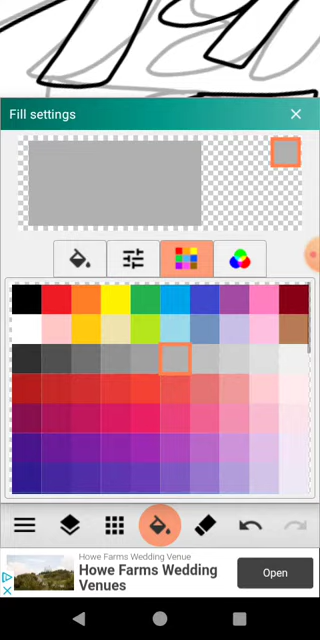 Fill settings
Howe Farms Wedding Venue
Howe Farms Wedding
Venues
Open